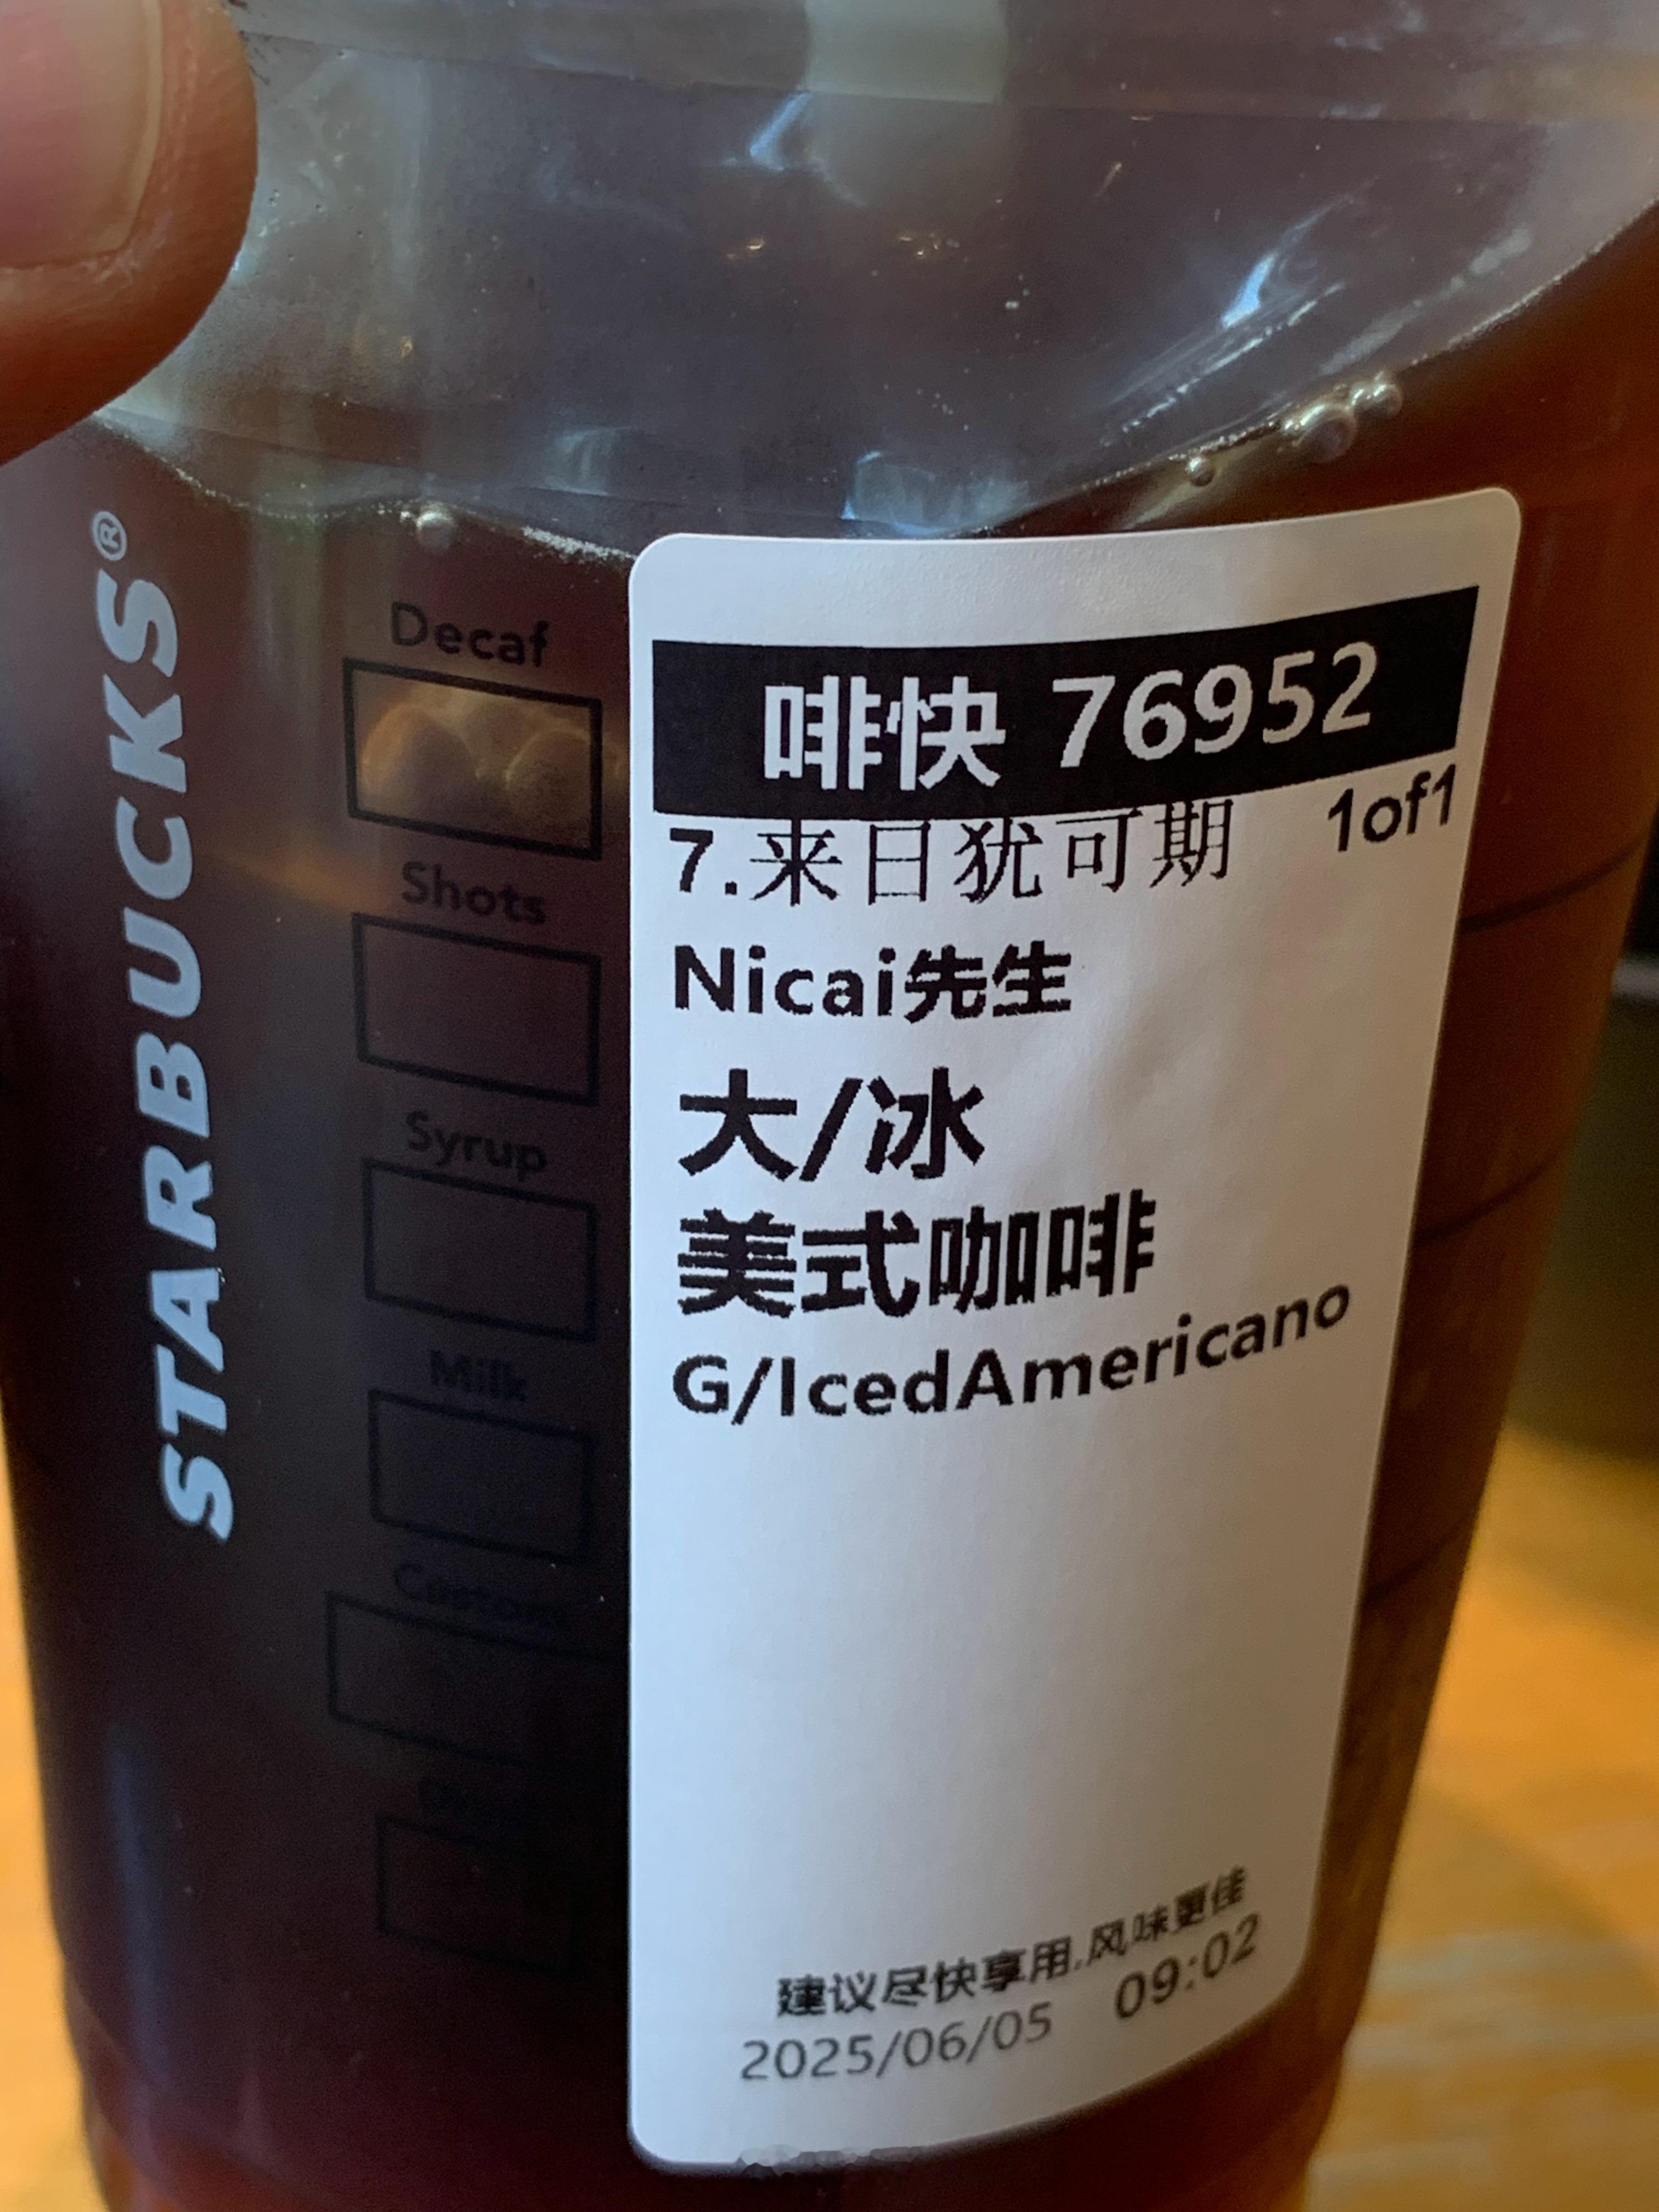 STARBUCKS®
Decaf
Shots
Syrup
Milk
Custom
啡快 76952
7.来日犹可期 1of1
Nicai先生
大/冰
美式咖啡
G/IcedAmericano
建议尽快享用.风味更佳
2025/06/05 09:02